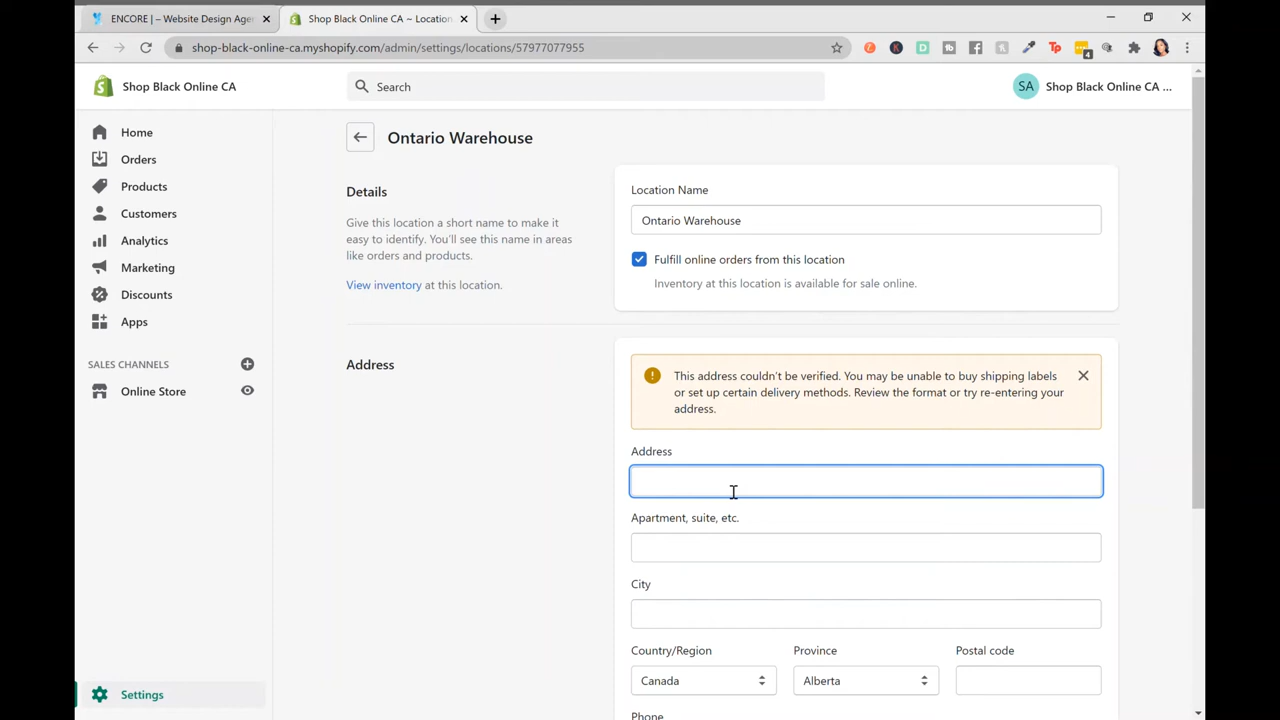 ENCORE | – Website Design Age
Shop Black Online CA ~ Location
shop-black-online-ca.myshopify.com/admin/settings/locations/57977077955
4
Shop Black Online CA
Search
SA
Shop Black Online CA ...
Home
Orders
Products
Customers
Analytics
Marketing
Discounts
Apps
SALES CHANNELS
Online Store
Settings
Ontario Warehouse
Details
Give this location a short name to make it
easy to identify. You'll see this name in areas
like orders and products.
View inventory at this location.
Location Name
Ontario Warehouse
Fulfill online orders from this location
Inventory at this location is available for sale online.
Address
This address couldn't be verified. You may be unable to buy shipping labels
or set up certain delivery methods. Review the format or try re-entering your
address.
Address
Apartment, suite, etc.
City
Country/Region
Province
Postal code
Canada
Alberta
Phone